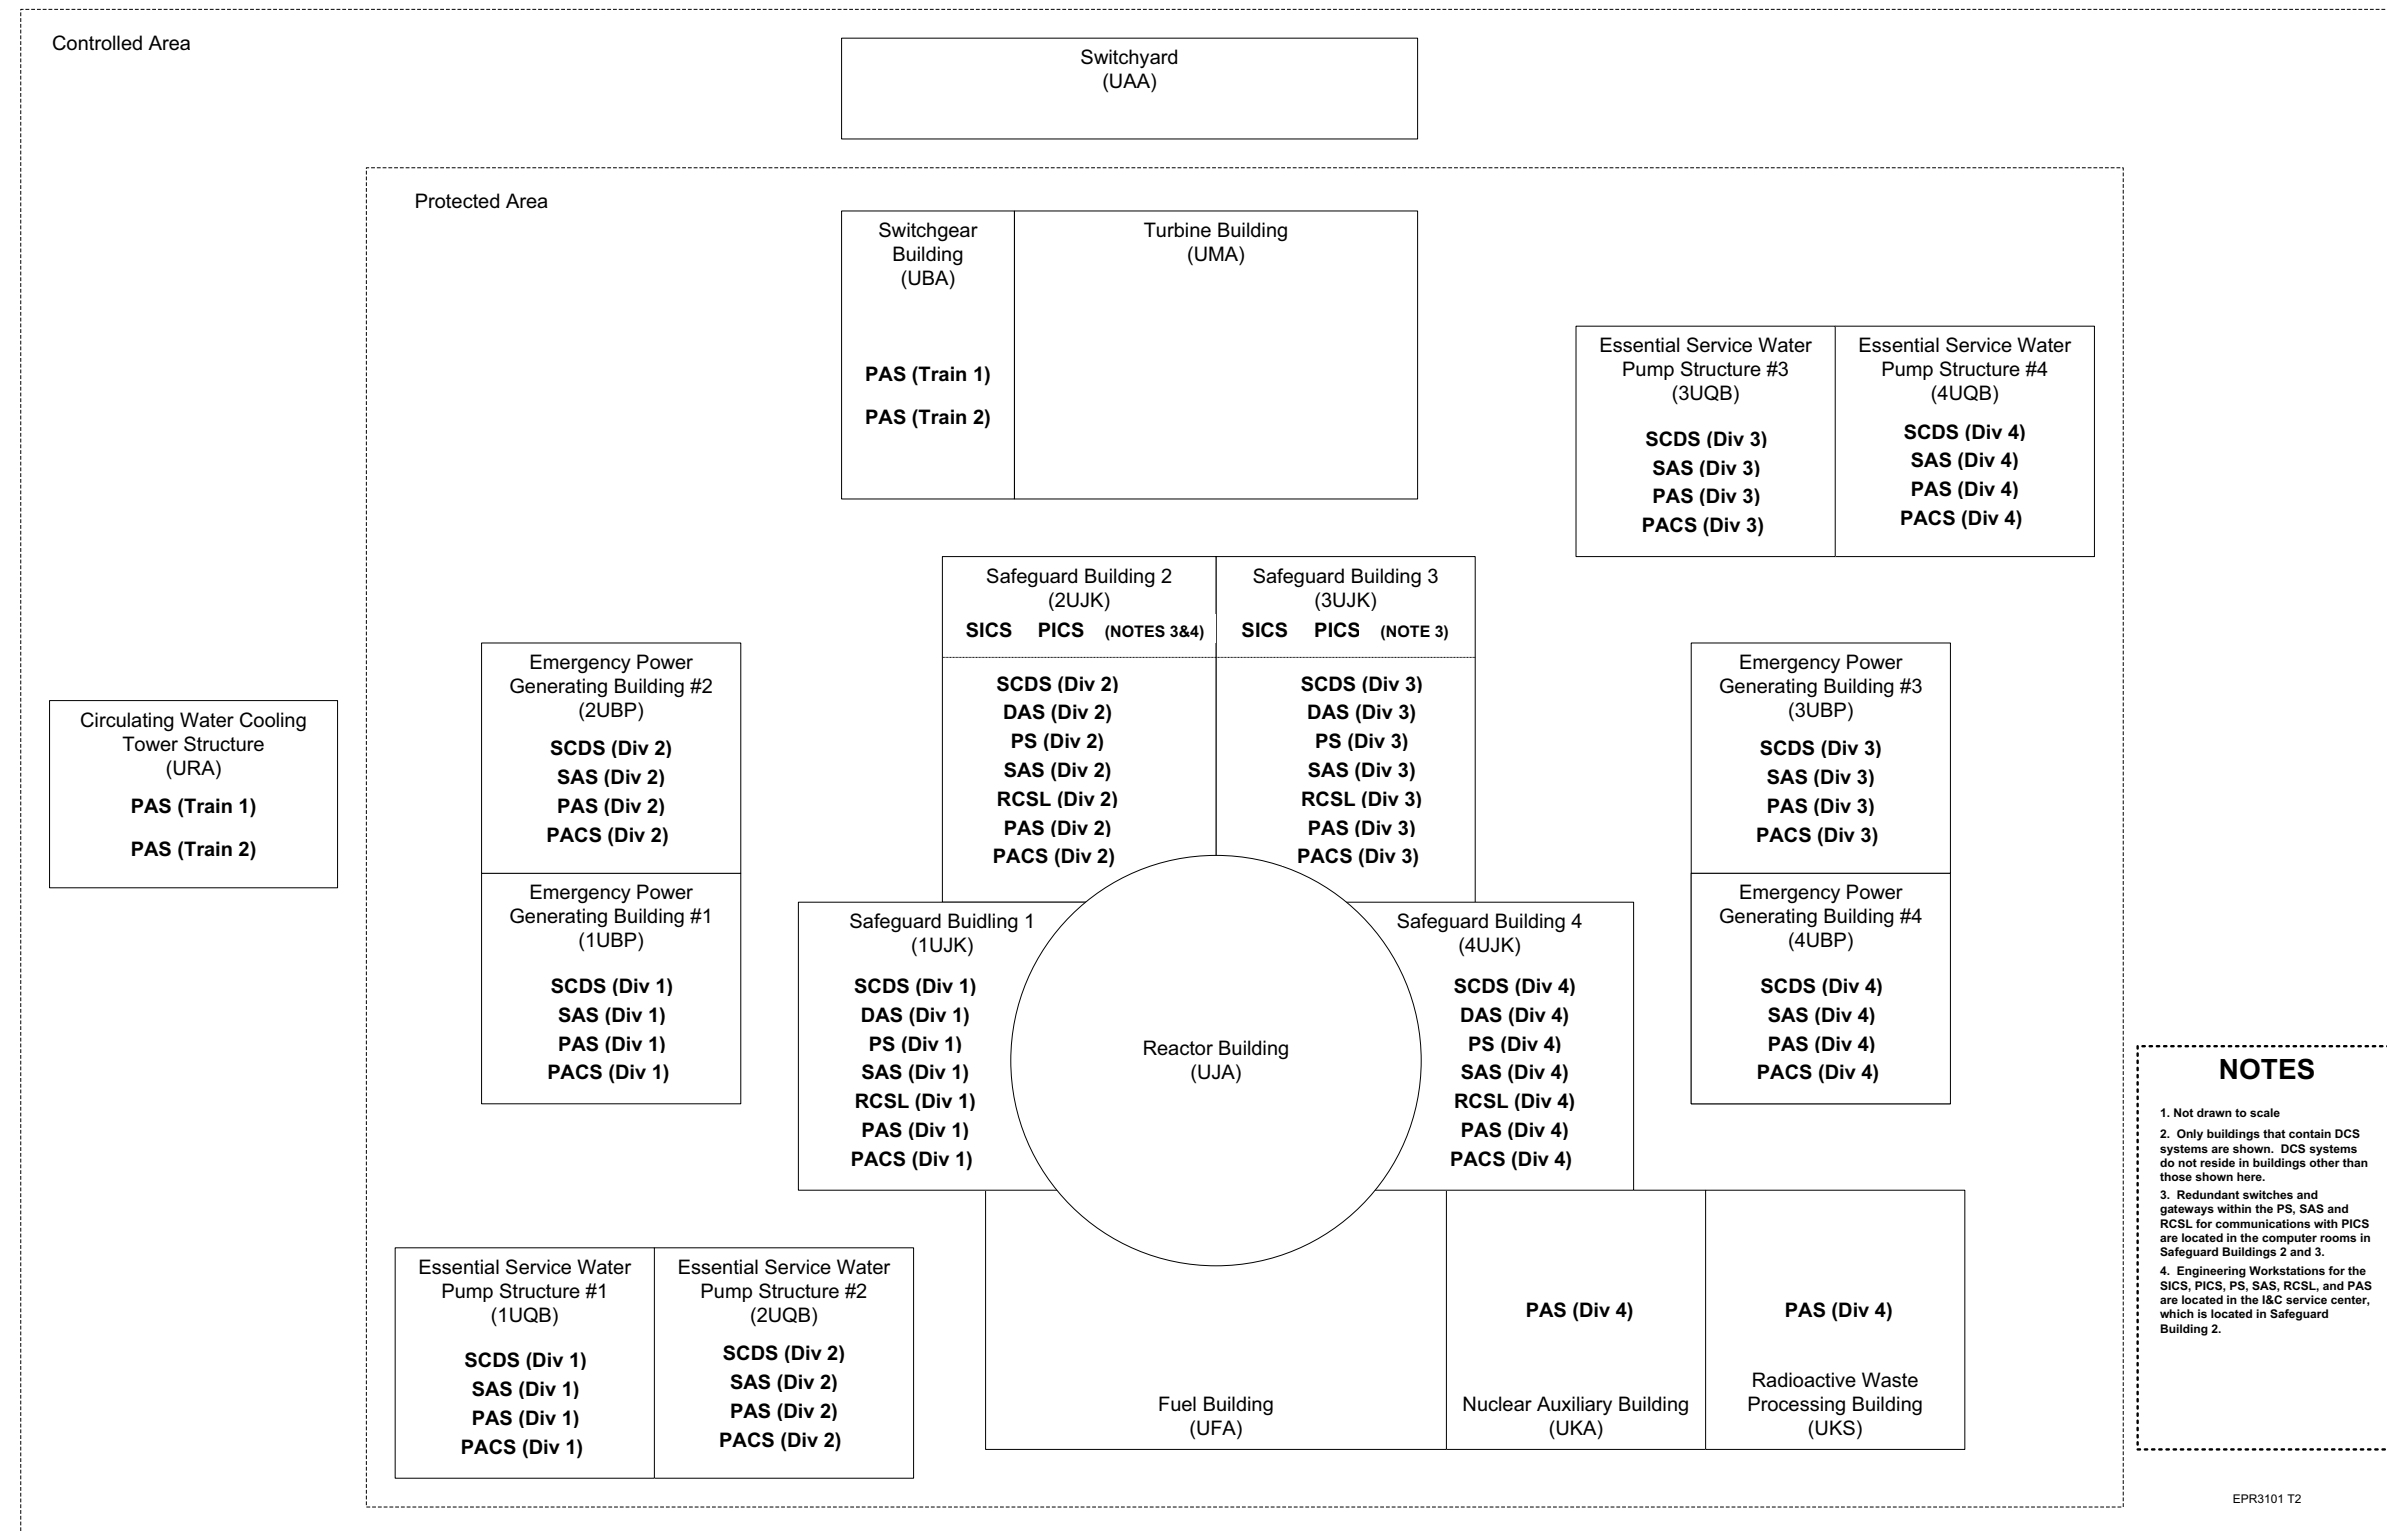 Controlled Area
Switchyard
(UAA)
Protected Area
Switchgear
Building
(UBA)
PAS (Train 1)
PAS (Train 2)
Turbine Building
(UMA)
Essential Service Water
Pump Structure #3
(3UQB)
SCDS (Div 3)
SAS (Div 3)
PAS (Div 3)
PACS (Div 3)
Essential Service Water
Pump Structure #4
(4UQB)
SCDS (Div 4)
SAS (Div 4)
PAS (Div 4)
PACS (Div 4)
Safeguard Building 2
(2UJK)
SICS PICS (NOTES 3&4)
SCDS (Div 2)
DAS (Div 2)
PS (Div 2)
SAS (Div 2)
RCSL (Div 2)
PAS (Div 2)
PACS (Div 2)
Safeguard Building 3
(3UJK)
SICS PICS (NOTE 3)
SCDS (Div 3)
DAS (Div 3)
PS (Div 3)
SAS (Div 3)
RCSL (Div 3)
PAS (Div 3)
PACS (Div 3)
Circulating Water Cooling
Tower Structure
(URA)
PAS (Train 1)
PAS (Train 2)
Emergency Power
Generating Building #2
(2UBP)
SCDS (Div 2)
SAS (Div 2)
PAS (Div 2)
PACS (Div 2)
Emergency Power
Generating Building #1
(1UBP)
SCDS (Div 1)
SAS (Div 1)
PAS (Div 1)
PACS (Div 1)
Emergency Power
Generating Building #3
(3UBP)
SCDS (Div 3)
SAS (Div 3)
PAS (Div 3)
PACS (Div 3)
Emergency Power
Generating Building #4
(4UBP)
SCDS (Div 4)
SAS (Div 4)
PAS (Div 4)
PACS (Div 4)
Safeguard Buidling 1
(1UJK)
SCDS (Div 1)
DAS (Div 1)
PS (Div 1)
SAS (Div 1)
RCSL (Div 1)
PAS (Div 1)
PACS (Div 1)
Reactor Building
(UJA)
Safeguard Building 4
(4UJK)
SCDS (Div 4)
DAS (Div 4)
PS (Div 4)
SAS (Div 4)
RCSL (Div 4)
PAS (Div 4)
PACS (Div 4)
Essential Service Water
Pump Structure #1
(1UQB)
SCDS (Div 1)
SAS (Div 1)
PAS (Div 1)
PACS (Div 1)
Essential Service Water
Pump Structure #2
(2UQB)
SCDS (Div 2)
SAS (Div 2)
PAS (Div 2)
PACS (Div 2)
Fuel Building
(UFA)
PAS (Div 4)
Nuclear Auxiliary Building
(UKA)
PAS (Div 4)
Radioactive Waste
Processing Building
(UKS)
NOTES
1. Not drawn to scale
2. Only buildings that contain DCS
systems are shown. DCS systems
do not reside in buildings other than
those shown here.
3. Redundant switches and
gateways within the PS, SAS and
RCSL for communications with PICS
are located in the computer rooms in
Safeguard Buildings 2 and 3.
4. Engineering Workstations for the
SICS, PICS, PS, SAS, RCSL, and PAS
are located in the I&C service center,
which is located in Safeguard
Building 2.
EPR3101 T2